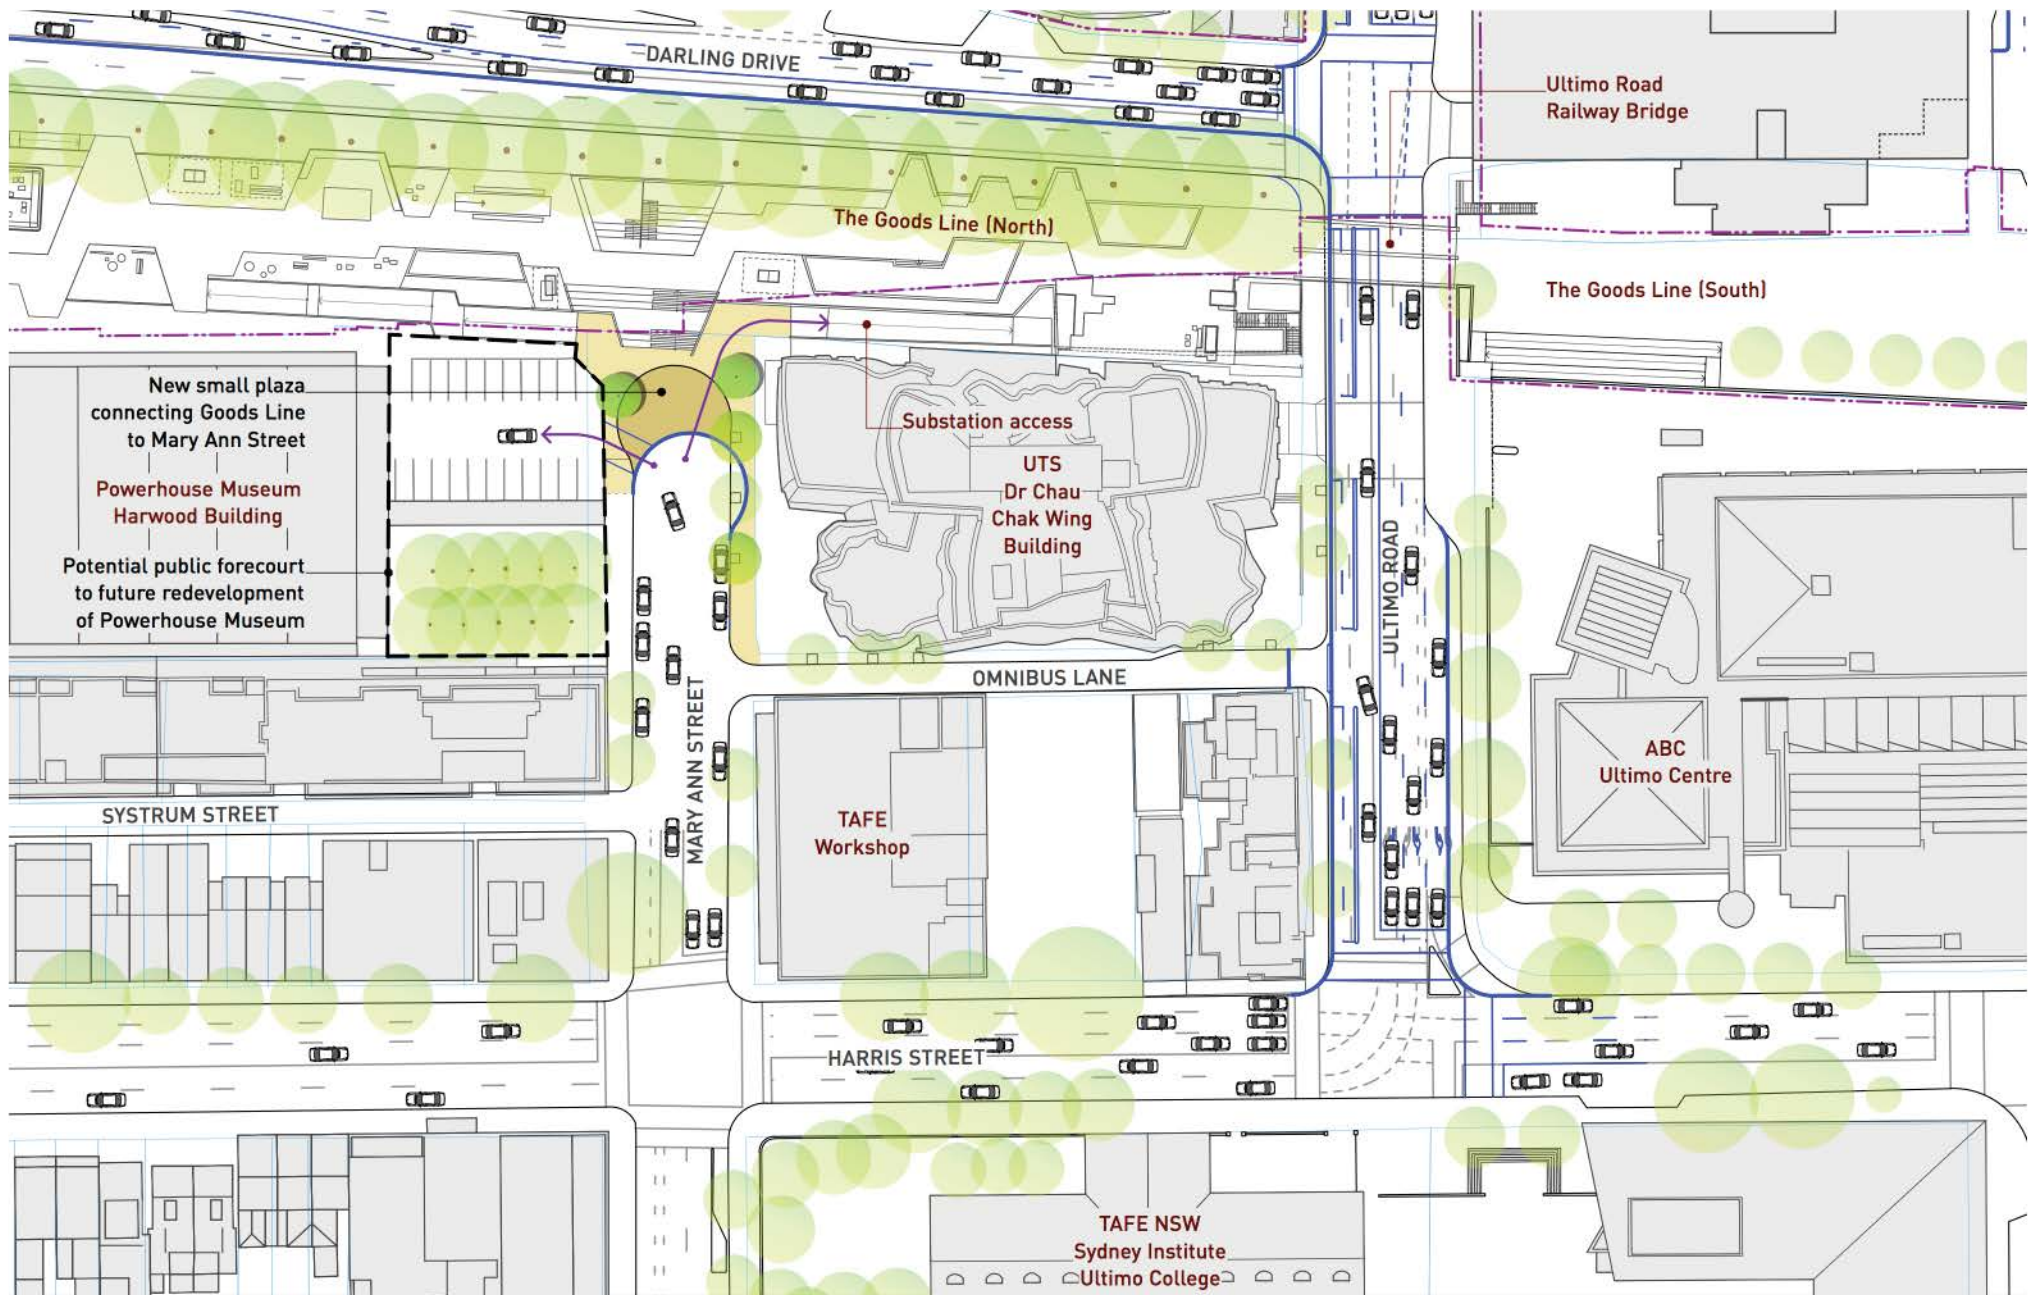 DARLING DRIVE
Ultimo Road
Railway Bridge
The Goods Line (North)
The Goods Line (South)
New small plaza
connecting Goods Line
to Mary Ann Street
Powerhouse Museum
Harwood Building
Potential public forecourt
to future redevelopment
of Powerhouse Museum
Substation access
UTS
Dr Chau
Chak Wing
Building
ULTIMO ROAD
OMNIBUS LANE
MARY ANN STREET
SYSTRUM STREET
TAFE
Workshop
ABC
Ultimo Centre
HARRIS STREET
TAFE NSW
Sydney Institute
Ultimo College